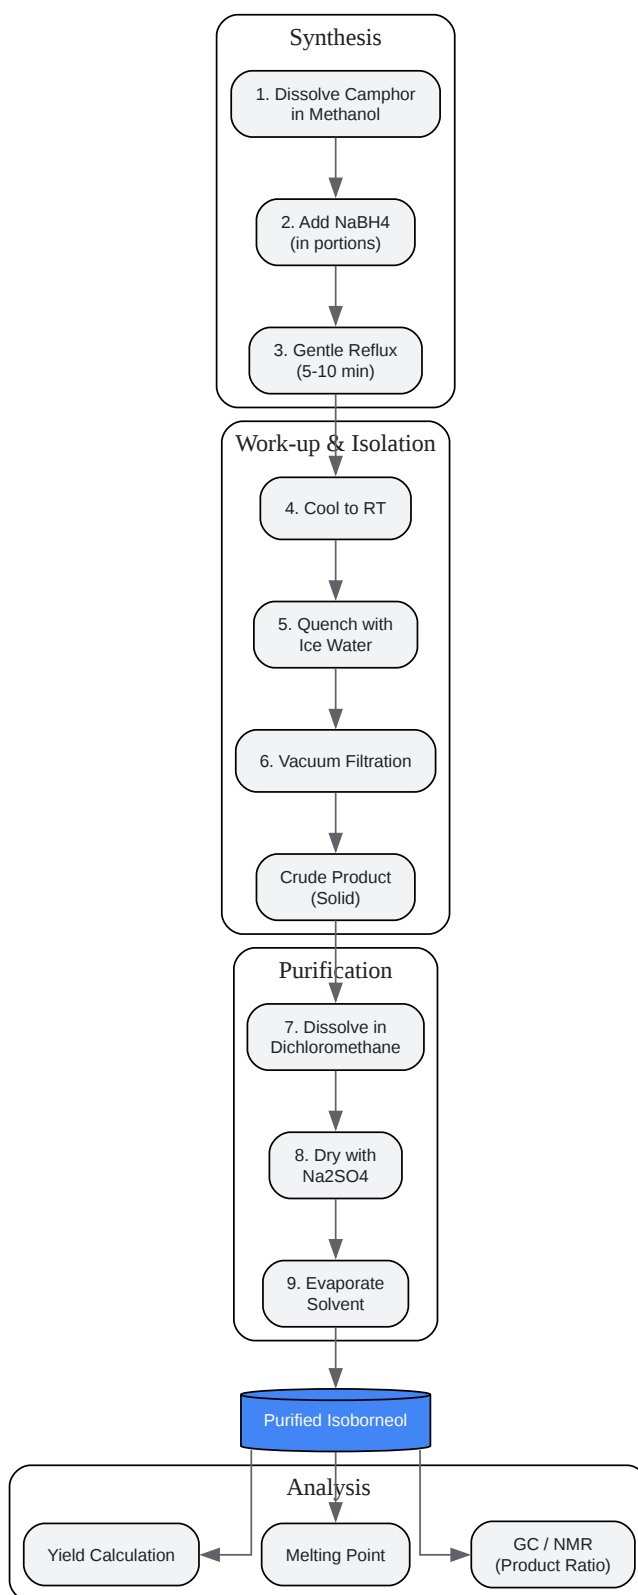 Synthesis
1. Dissolve Camphor
in Methanol
2. Add NaBH4
(in portions)
3. Gentle Reflux
(5-10 min)
Work-up & Isolation
4. Cool to RT
5. Quench with
Ice Water
6. Vacuum Filtration
Crude Product
(Solid)
Purification
7. Dissolve in
Dichloromethane
8. Dry with
Na2SO4
9. Evaporate
Solvent
Purified Isoborneol
Analysis
Yield Calculation
Melting Point
GC / NMR
(Product Ratio)